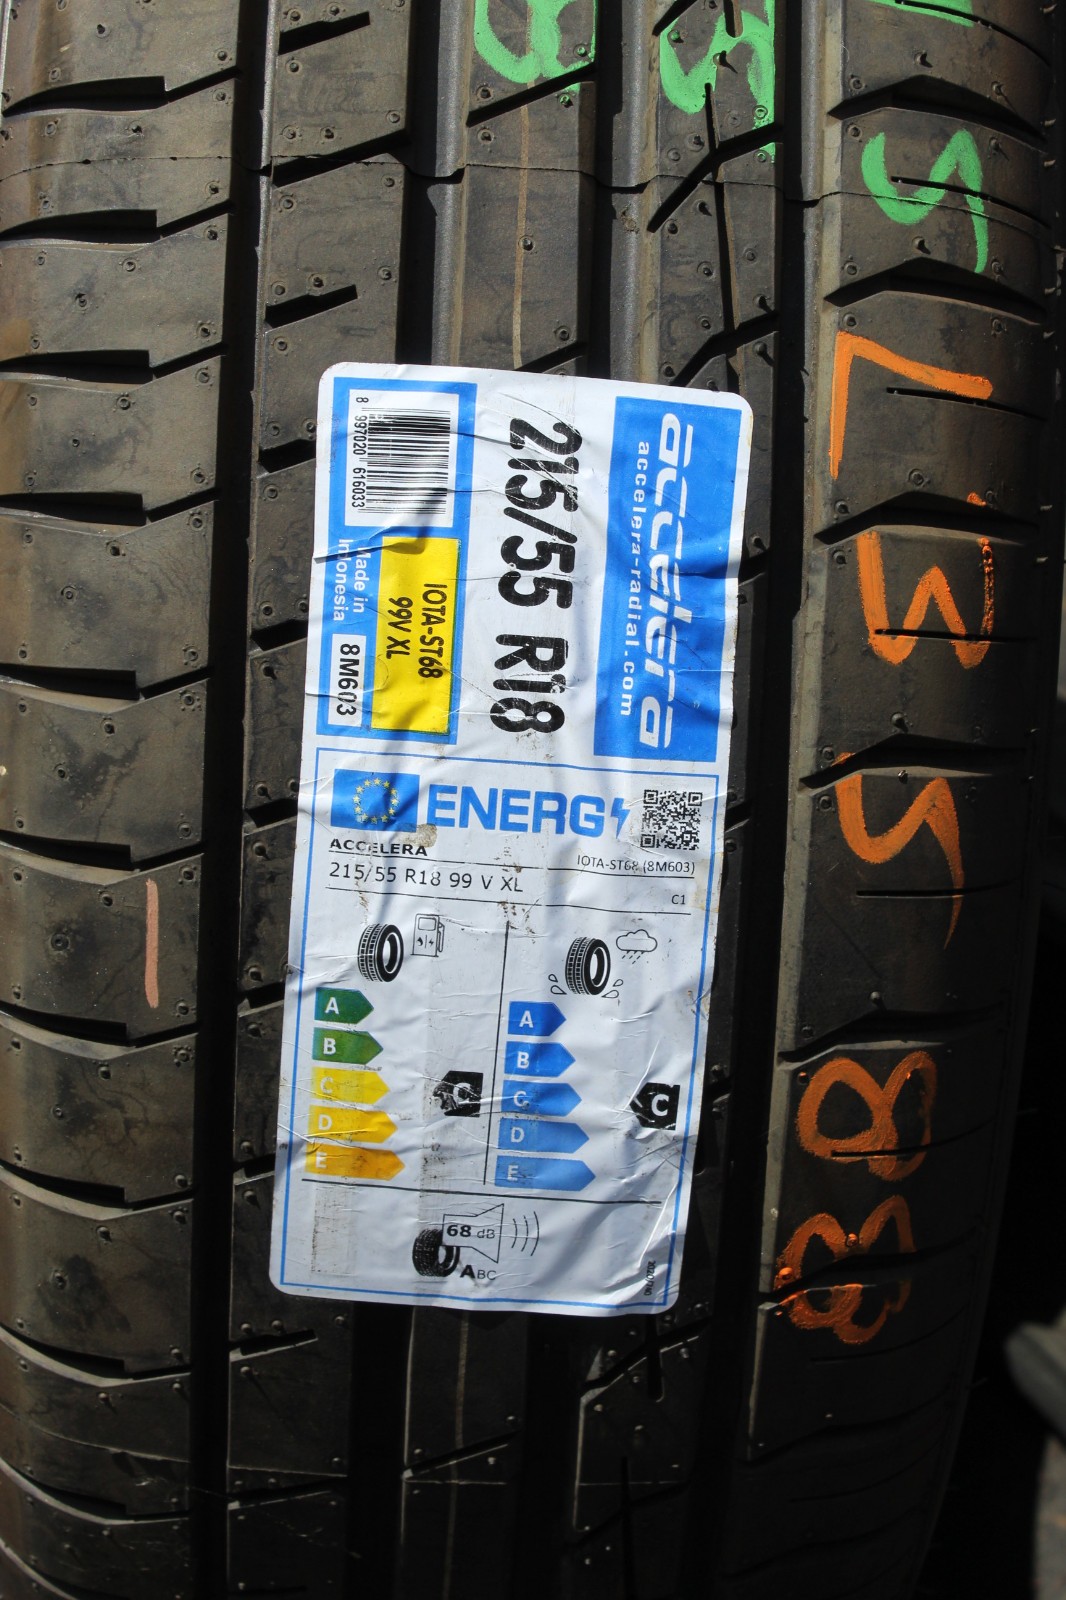 accelera
accelera-radial.com
215/55 R18
IOTA-ST68
99V XL
Made in
Indonesia
8M603
8 997020 616033
ENERG
ACCELERA
IOTA-ST68 (8M603)
215/55 R18 99 V XL
C1
A
B
C
D
E
C
A
B
C
D
E
C
68 dB
ABC